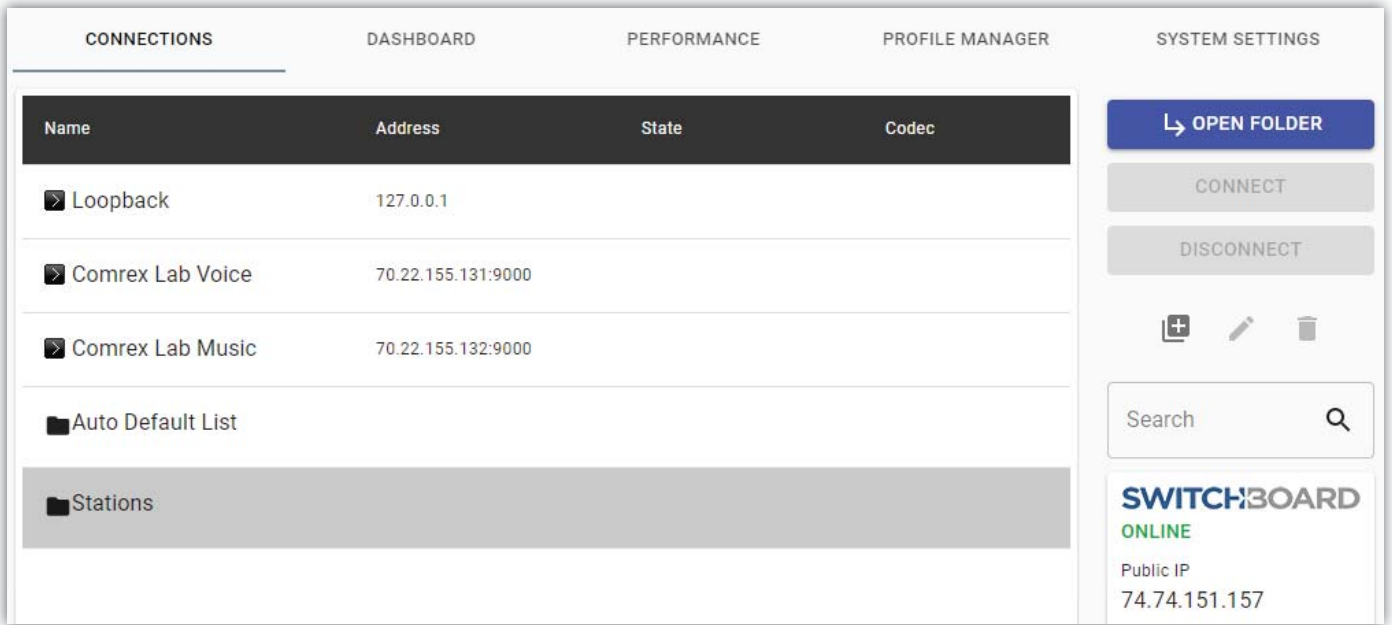 CONNECTIONS DASHBOARD PERFORMANCE PROFILE MANAGER SYSTEM SETTINGS
Name Address State Codec
Loopback 127.0.0.1
Comrex Lab Voice 70.22.155.131:9000
Comrex Lab Music 70.22.155.132:9000
Auto Default List
Stations
OPEN FOLDER
CONNECT
DISCONNECT
Search
SWITCHBOARD
ONLINE
Public IP
74.74.151.157